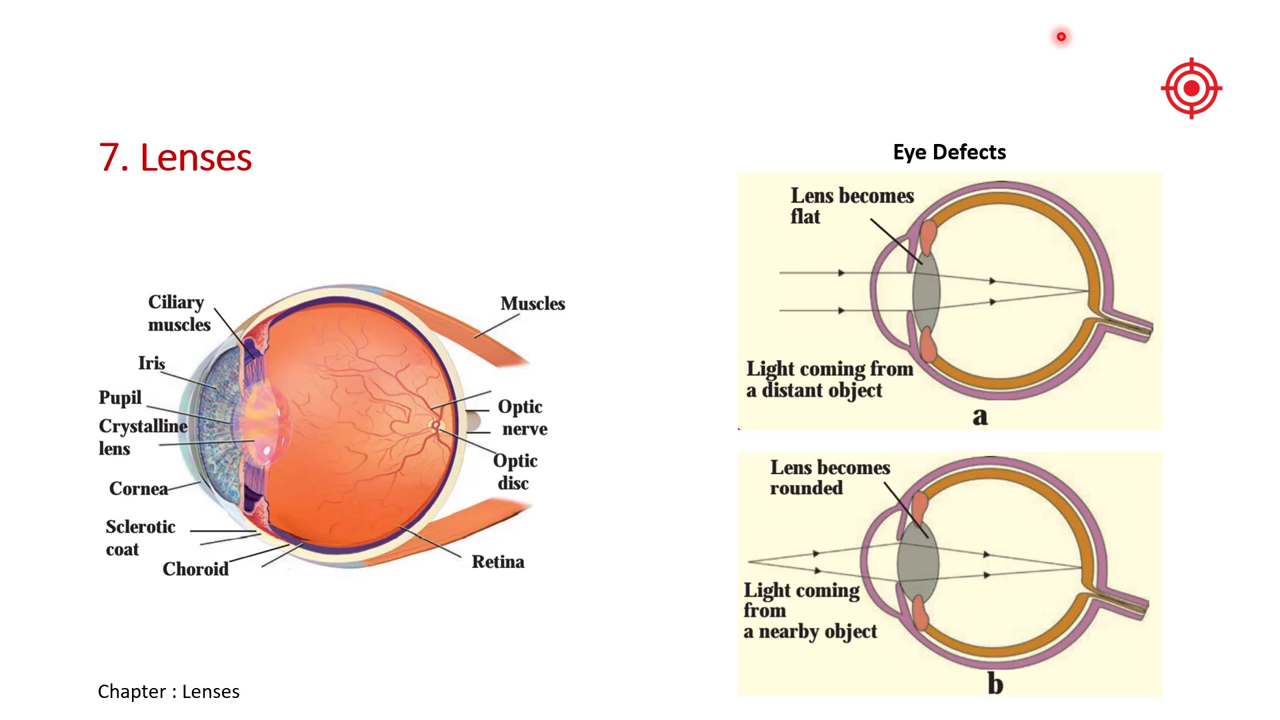 7. Lenses
Ciliary
muscles
Iris
Pupil
Crystalline
lens
Cornea
Sclerotic
coat
Choroid
Muscles
Optic
nerve
Optic
disc
Retina
Eye Defects
Lens becomes
flat
Light coming from
a distant object
a
Lens becomes
rounded
Light coming
from
a nearby object
b
Chapter : Lenses